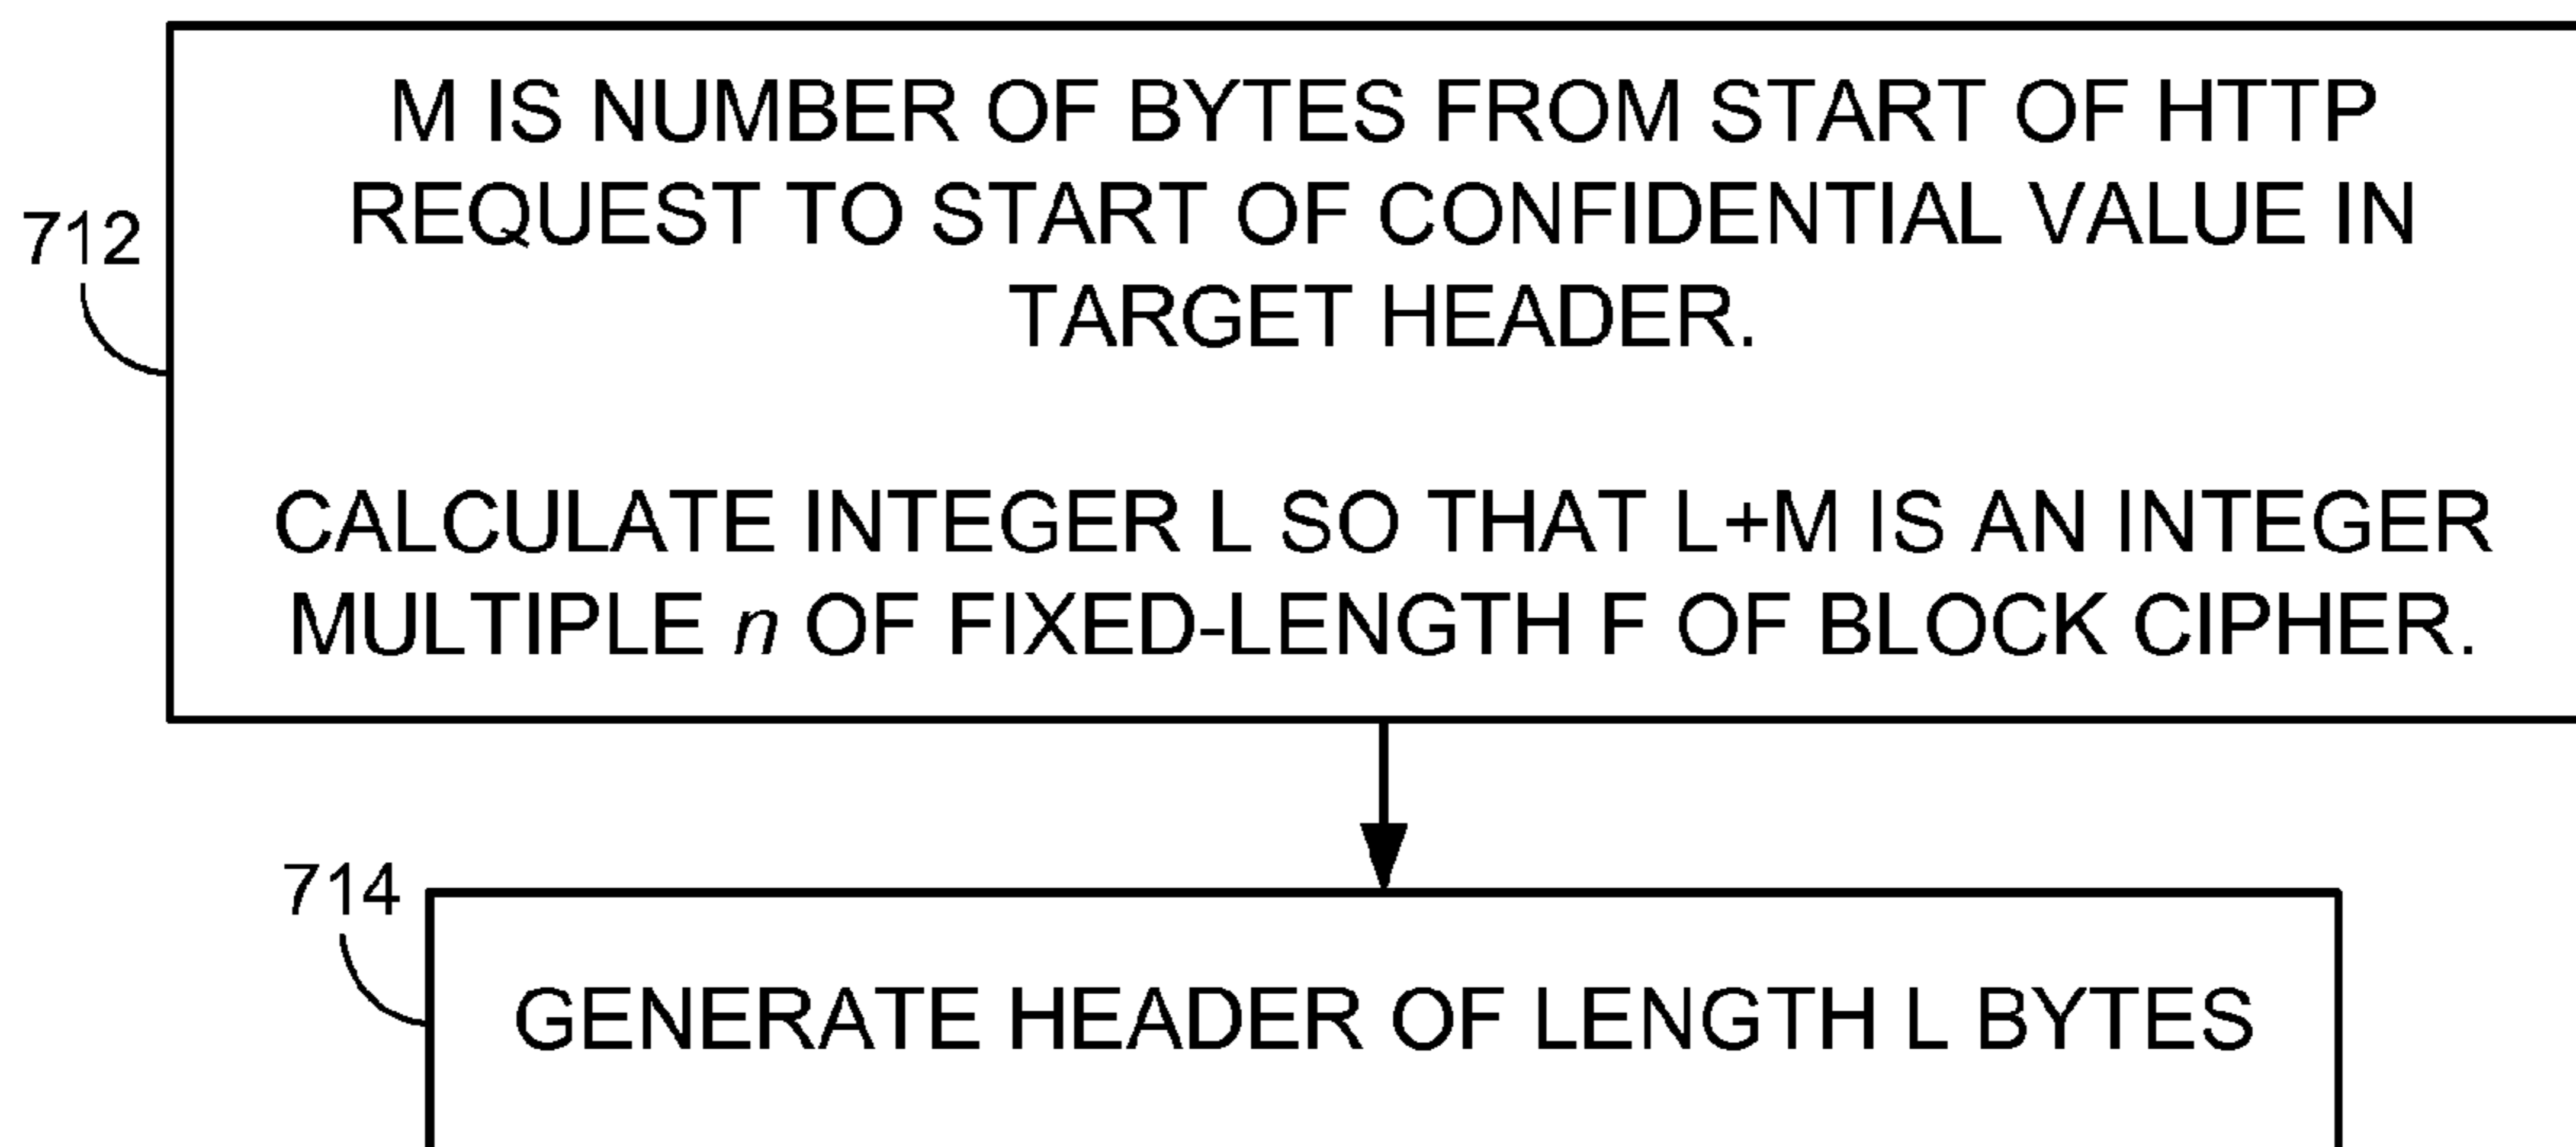 M IS NUMBER OF BYTES FROM START OF HTTP
REQUEST TO START OF CONFIDENTIAL VALUE IN
TARGET HEADER.
712
CALCULATE INTEGER L SO THAT L+M IS AN INTEGER
MULTIPLE n OF FIXED-LENGTH F OF BLOCK CIPHER.
714
GENERATE HEADER OF LENGTH L BYTES